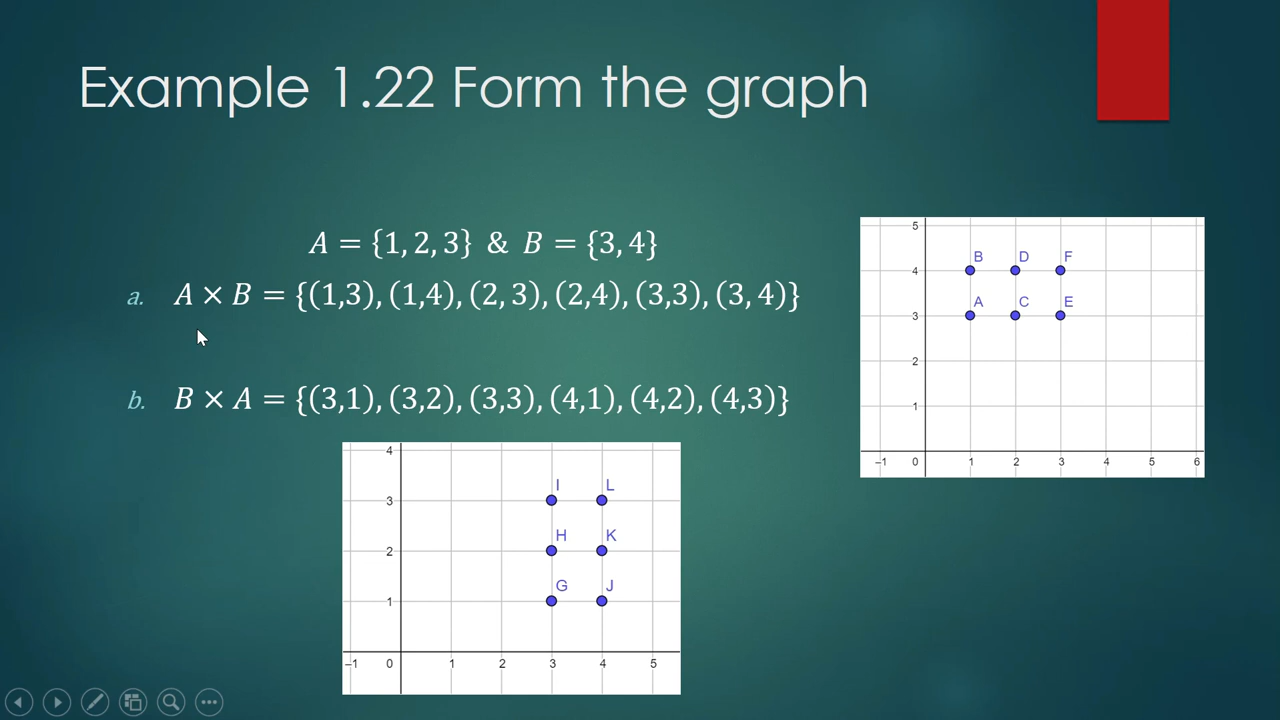 Example 1.22 Form the graph
A = {1, 2, 3} & B = {3, 4}
a. A × B = {(1,3), (1,4), (2, 3), (2,4), (3,3), (3, 4)}
b. B × A = {(3,1), (3,2), (3,3), (4,1), (4,2), (4,3)}
5
B D F
4
A C E
3
2
1
–1 0 1 2 3 4 5 6
4
I L
3
H K
2
G J
1
–1 0 1 2 3 4 5